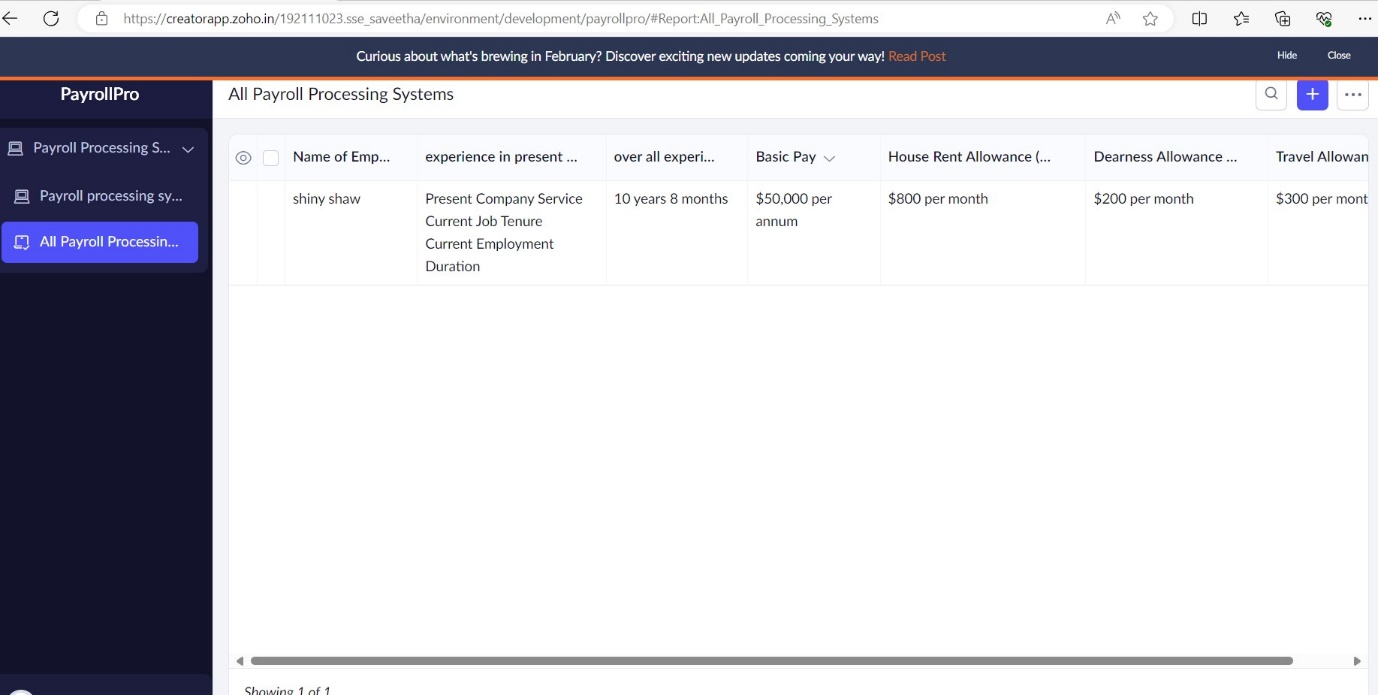 https://creatorapp.zoho.in/192111023.sse_saveetha/environment/development/payrollpro/#Report:All_Payroll_Processing_Systems
Curious about what's brewing in February? Discover exciting new updates coming your way! Read Post
Hide
Close
PayrollPro
All Payroll Processing Systems
Payroll Processing S...
Payroll processing sy...
All Payroll Processin...
Name of Emp...
experience in present ...
over all experi...
Basic Pay
House Rent Allowance (...
Dearness Allowance ...
Travel Allowan
shiny shaw
Present Company Service
Current Job Tenure
Current Employment
Duration
10 years 8 months
$50,000 per
annum
$800 per month
$200 per month
$300 per mont
Showing 1 of 1